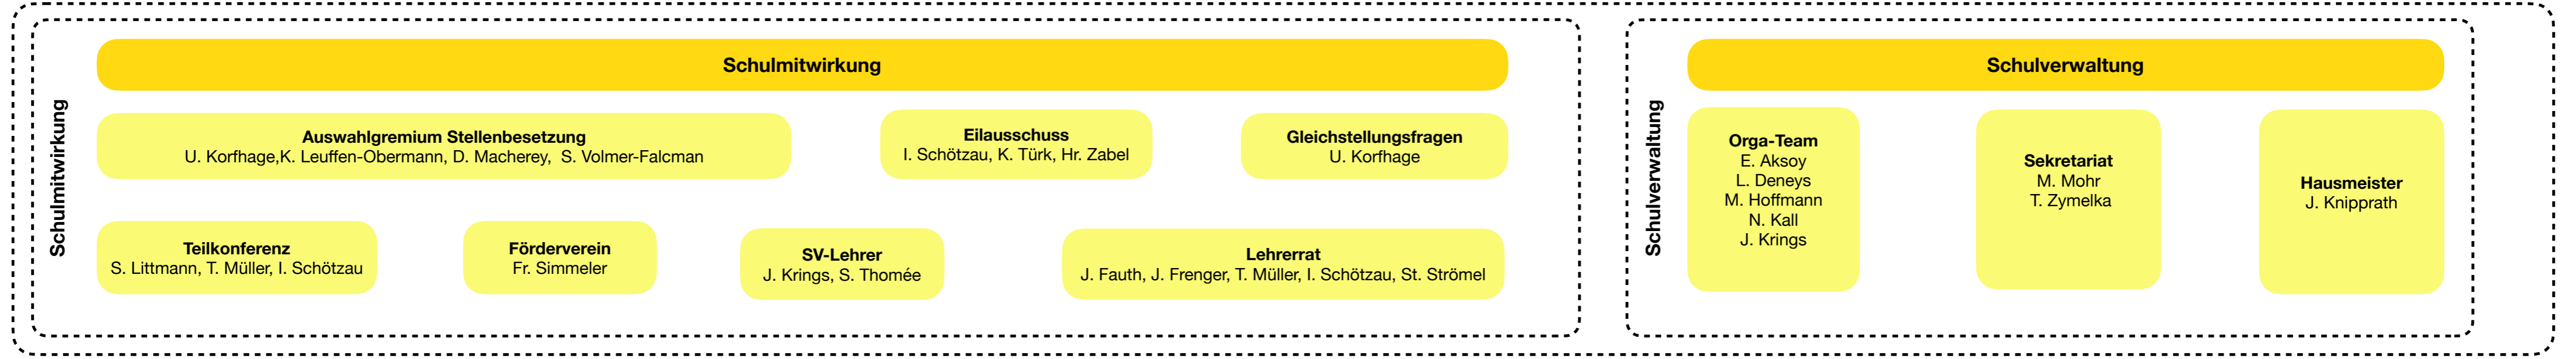 Schulmitwirkung
Schulmitwirkung
Auswahlgremium Stellenbesetzung
U. Korfhage,K. Leuffen-Obermann, D. Macherey,  S. Volmer-Falcman
Eilausschuss
I. Schötzau, K. Türk, Hr. Zabel
Gleichstellungsfragen
U. Korfhage
Teilkonferenz
S. Littmann, T. Müller, I. Schötzau
Förderverein
Fr. Simmeler
SV-Lehrer
J. Krings, S. Thomée
Lehrerrat
J. Fauth, J. Frenger, T. Müller, I. Schötzau, St. Strömel
Schulverwaltung
Schulverwaltung
Orga-Team
E. Aksoy
L. Deneys
M. Hoffmann
N. Kall
J. Krings
Sekretariat
M. Mohr
T. Zymelka
Hausmeister
J. Knipprath